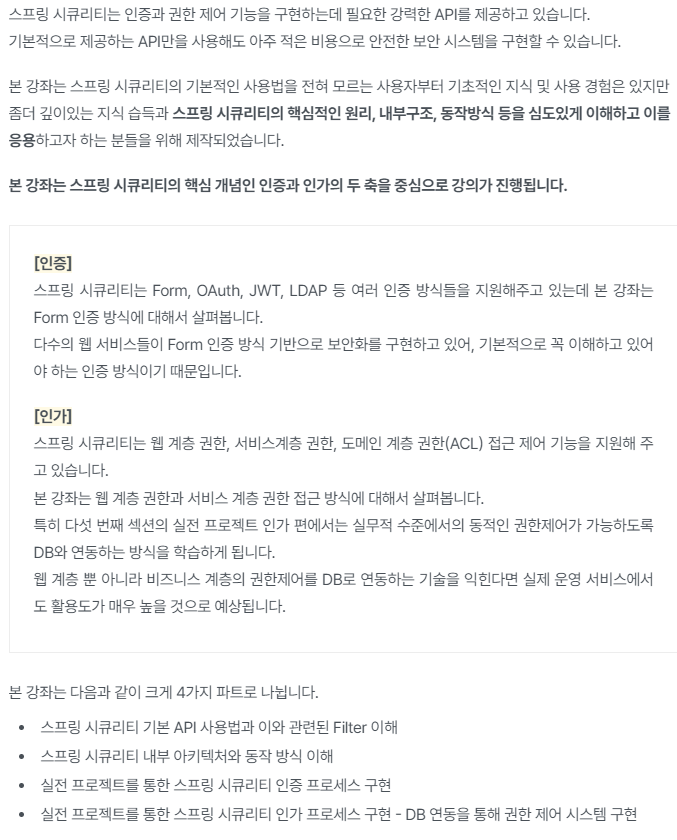 스프링 시큐리티는 인증과 권한 제어 기능을 구현하는데 필요한 강력한 API를 제공하고 있습니다.
기본적으로 제공하는 API만을 사용해도 아주 적은 비용으로 안전한 보안 시스템을 구현할 수 있습니다.
본 강좌는 스프링 시큐리티의 기본적인 사용법을 전혀 모르는 사용자부터 기초적인 지식 및 사용 경험은 있지만
좀더 깊이있는 지식 습득과 스프링 시큐리티의 핵심적인 원리, 내부구조, 동작방식 등을 심도있게 이해하고 이를
응용하고자 하는 분들을 위해 제작되었습니다.
본 강좌는 스프링 시큐리티의 핵심 개념인 인증과 인가의 두 축을 중심으로 강의가 진행됩니다.
[인증]
스프링 시큐리티는 Form, OAuth, JWT, LDAP 등 여러 인증 방식들을 지원해주고 있는데 본 강좌는
Form 인증 방식에 대해서 살펴봅니다.
다수의 웹 서비스들이 Form 인증 방식 기반으로 보안화를 구현하고 있어, 기본적으로 꼭 이해하고 있어
야 하는 인증 방식이기 때문입니다.
[인가]
스프링 시큐리티는 웹 계층 권한, 서비스계층 권한, 도메인 계층 권한(ACL) 접근 제어 기능을 지원해 주
고 있습니다.
본 강좌는 웹 계층 권한과 서비스 계층 권한 접근 방식에 대해서 살펴봅니다.
특히 다섯 번째 섹션의 실전 프로젝트 인가 편에서는 실무적 수준에서의 동적인 권한제어가 가능하도록
DB와 연동하는 방식을 학습하게 됩니다.
웹 계층 뿐 아니라 비즈니스 계층의 권한제어를 DB로 연동하는 기술을 익힌다면 실제 운영 서비스에서
도 활용도가 매우 높을 것으로 예상됩니다.
본 강좌는 다음과 같이 크게 4가지 파트로 나뉩니다.
• 스프링 시큐리티 기본 API 사용법과 이와 관련된 Filter 이해
• 스프링 시큐리티 내부 아키텍처와 동작 방식 이해
• 실전 프로젝트를 통한 스프링 시큐리티 인증 프로세스 구현
• 실전 프로젝트를 통한 스프링 시큐리티 인가 프로세스 구현 - DB 연동을 통해 권한 제어 시스템 구현